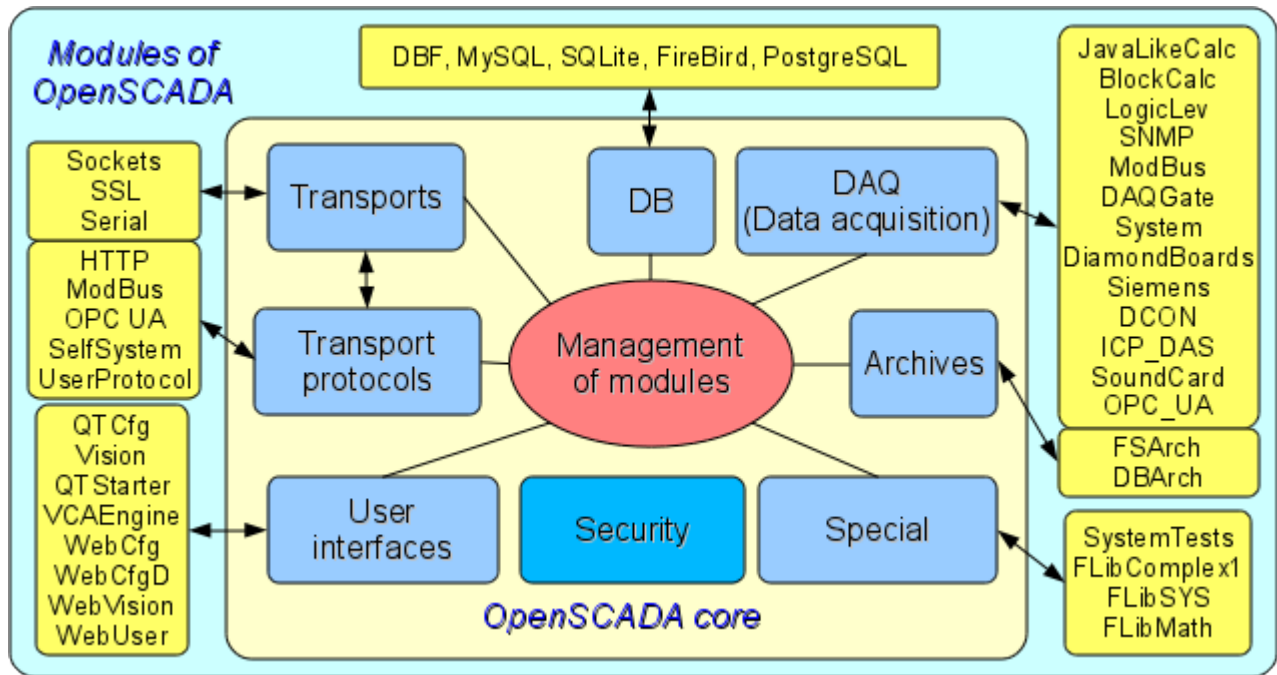 Modules of
OpenSCADA
DBF, MySQL, SQLite, FireBird, PostgreSQL
JavaLikeCalc
BlockCalc
LogicLev
SNMP
ModBus
DAQGate
System
DiamondBoards
Siemens
DCON
ICP_DAS
SoundCard
OPC_UA
Sockets
SSL
Serial
Transports
DB
DAQ
(Data acquisition)
HTTP
ModBus
OPC UA
SelfSystem
UserProtocol
Transport
protocols
Management
of modules
Archives
FSArch
DBArch
QTCfg
Vision
QTStarter
VCAEngine
WebCfg
WebCfgD
WebVision
WebUser
User
interfaces
Security
Special
SystemTests
FLibComplex1
FLibSYS
FLibMath
OpenSCADA core